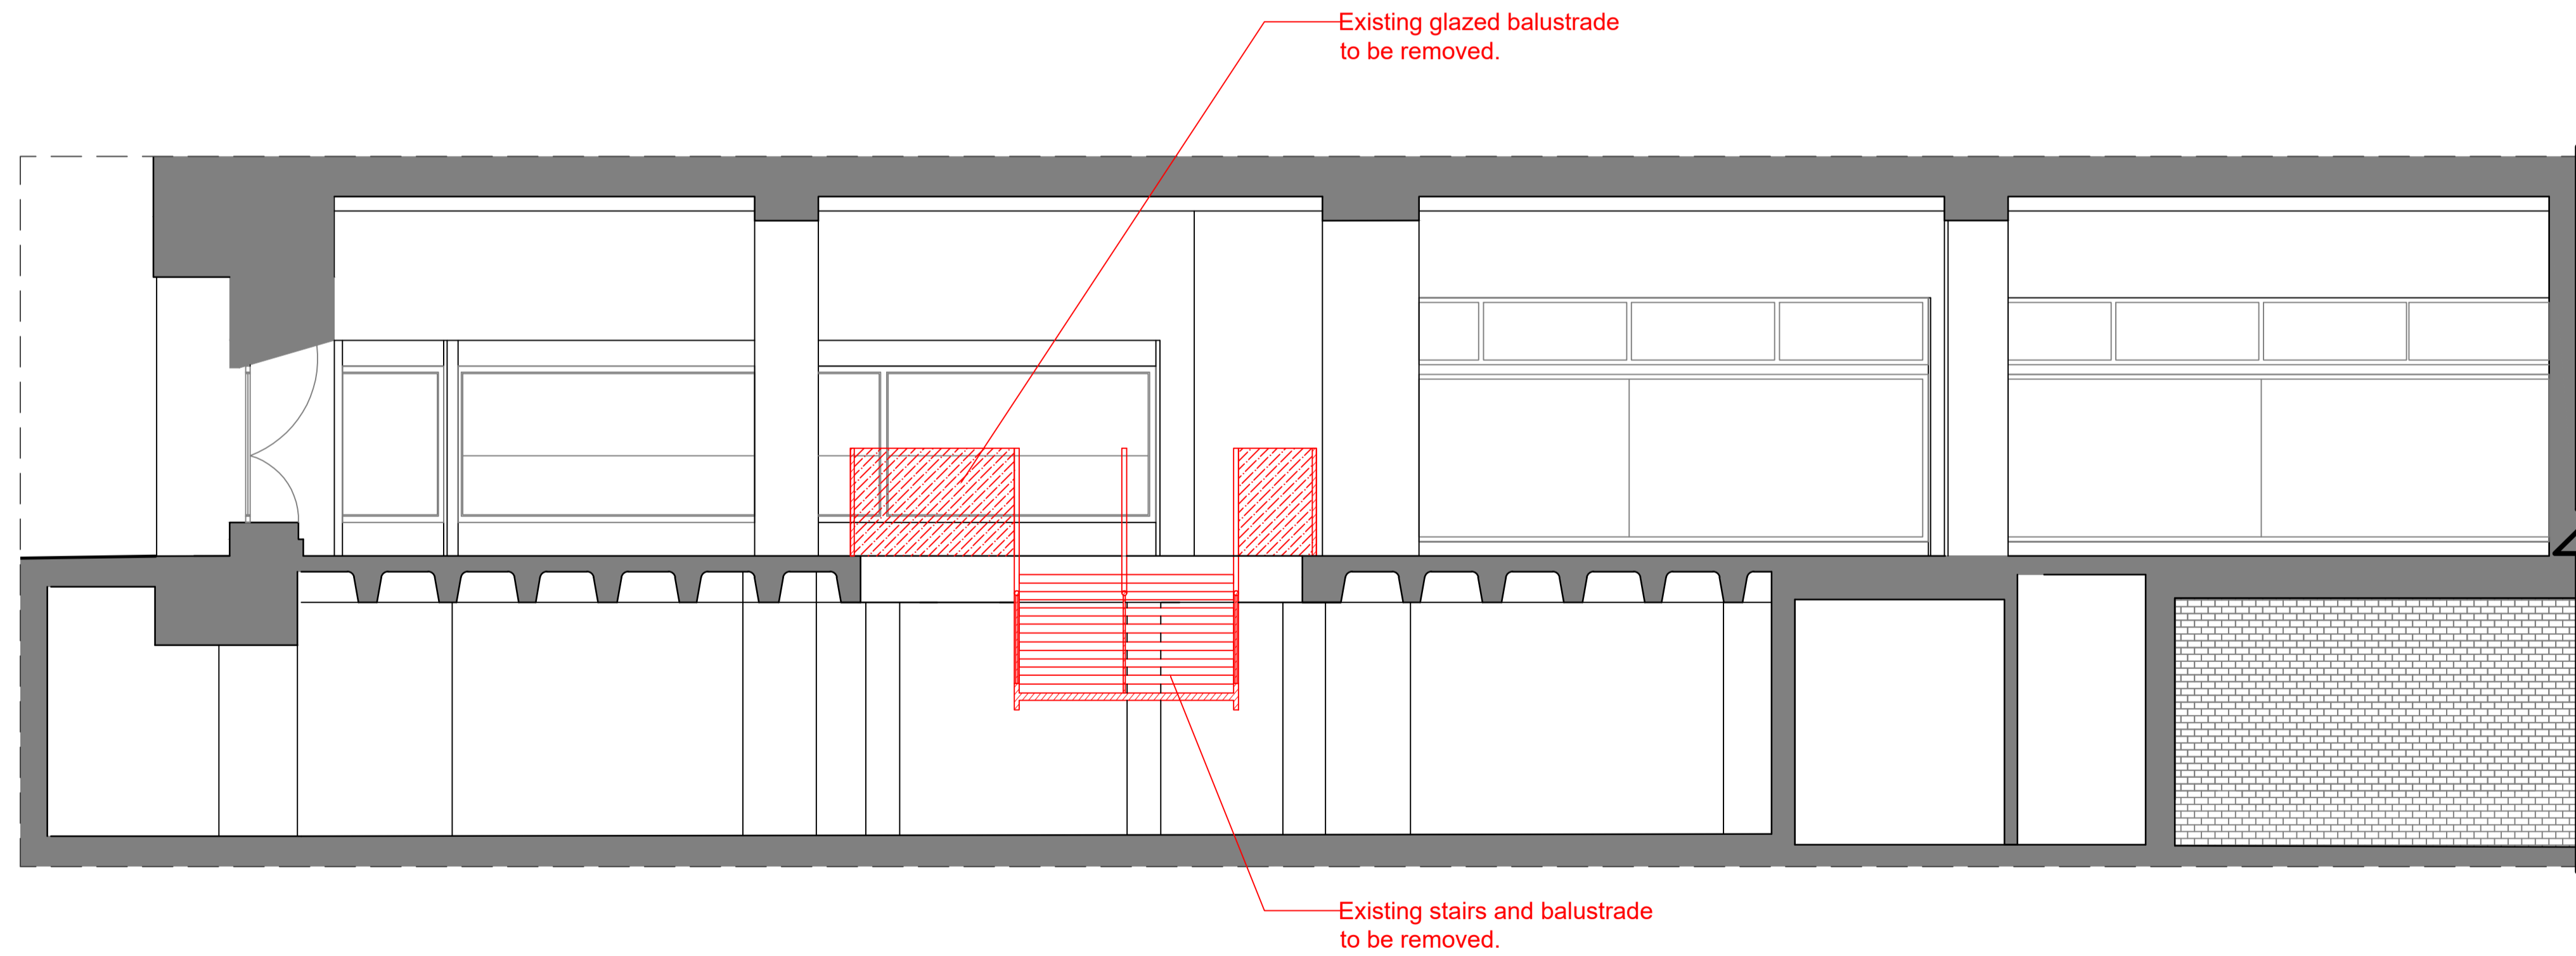 Existing glazed balustrade
to be removed.
Existing stairs and balustrade
to be removed.